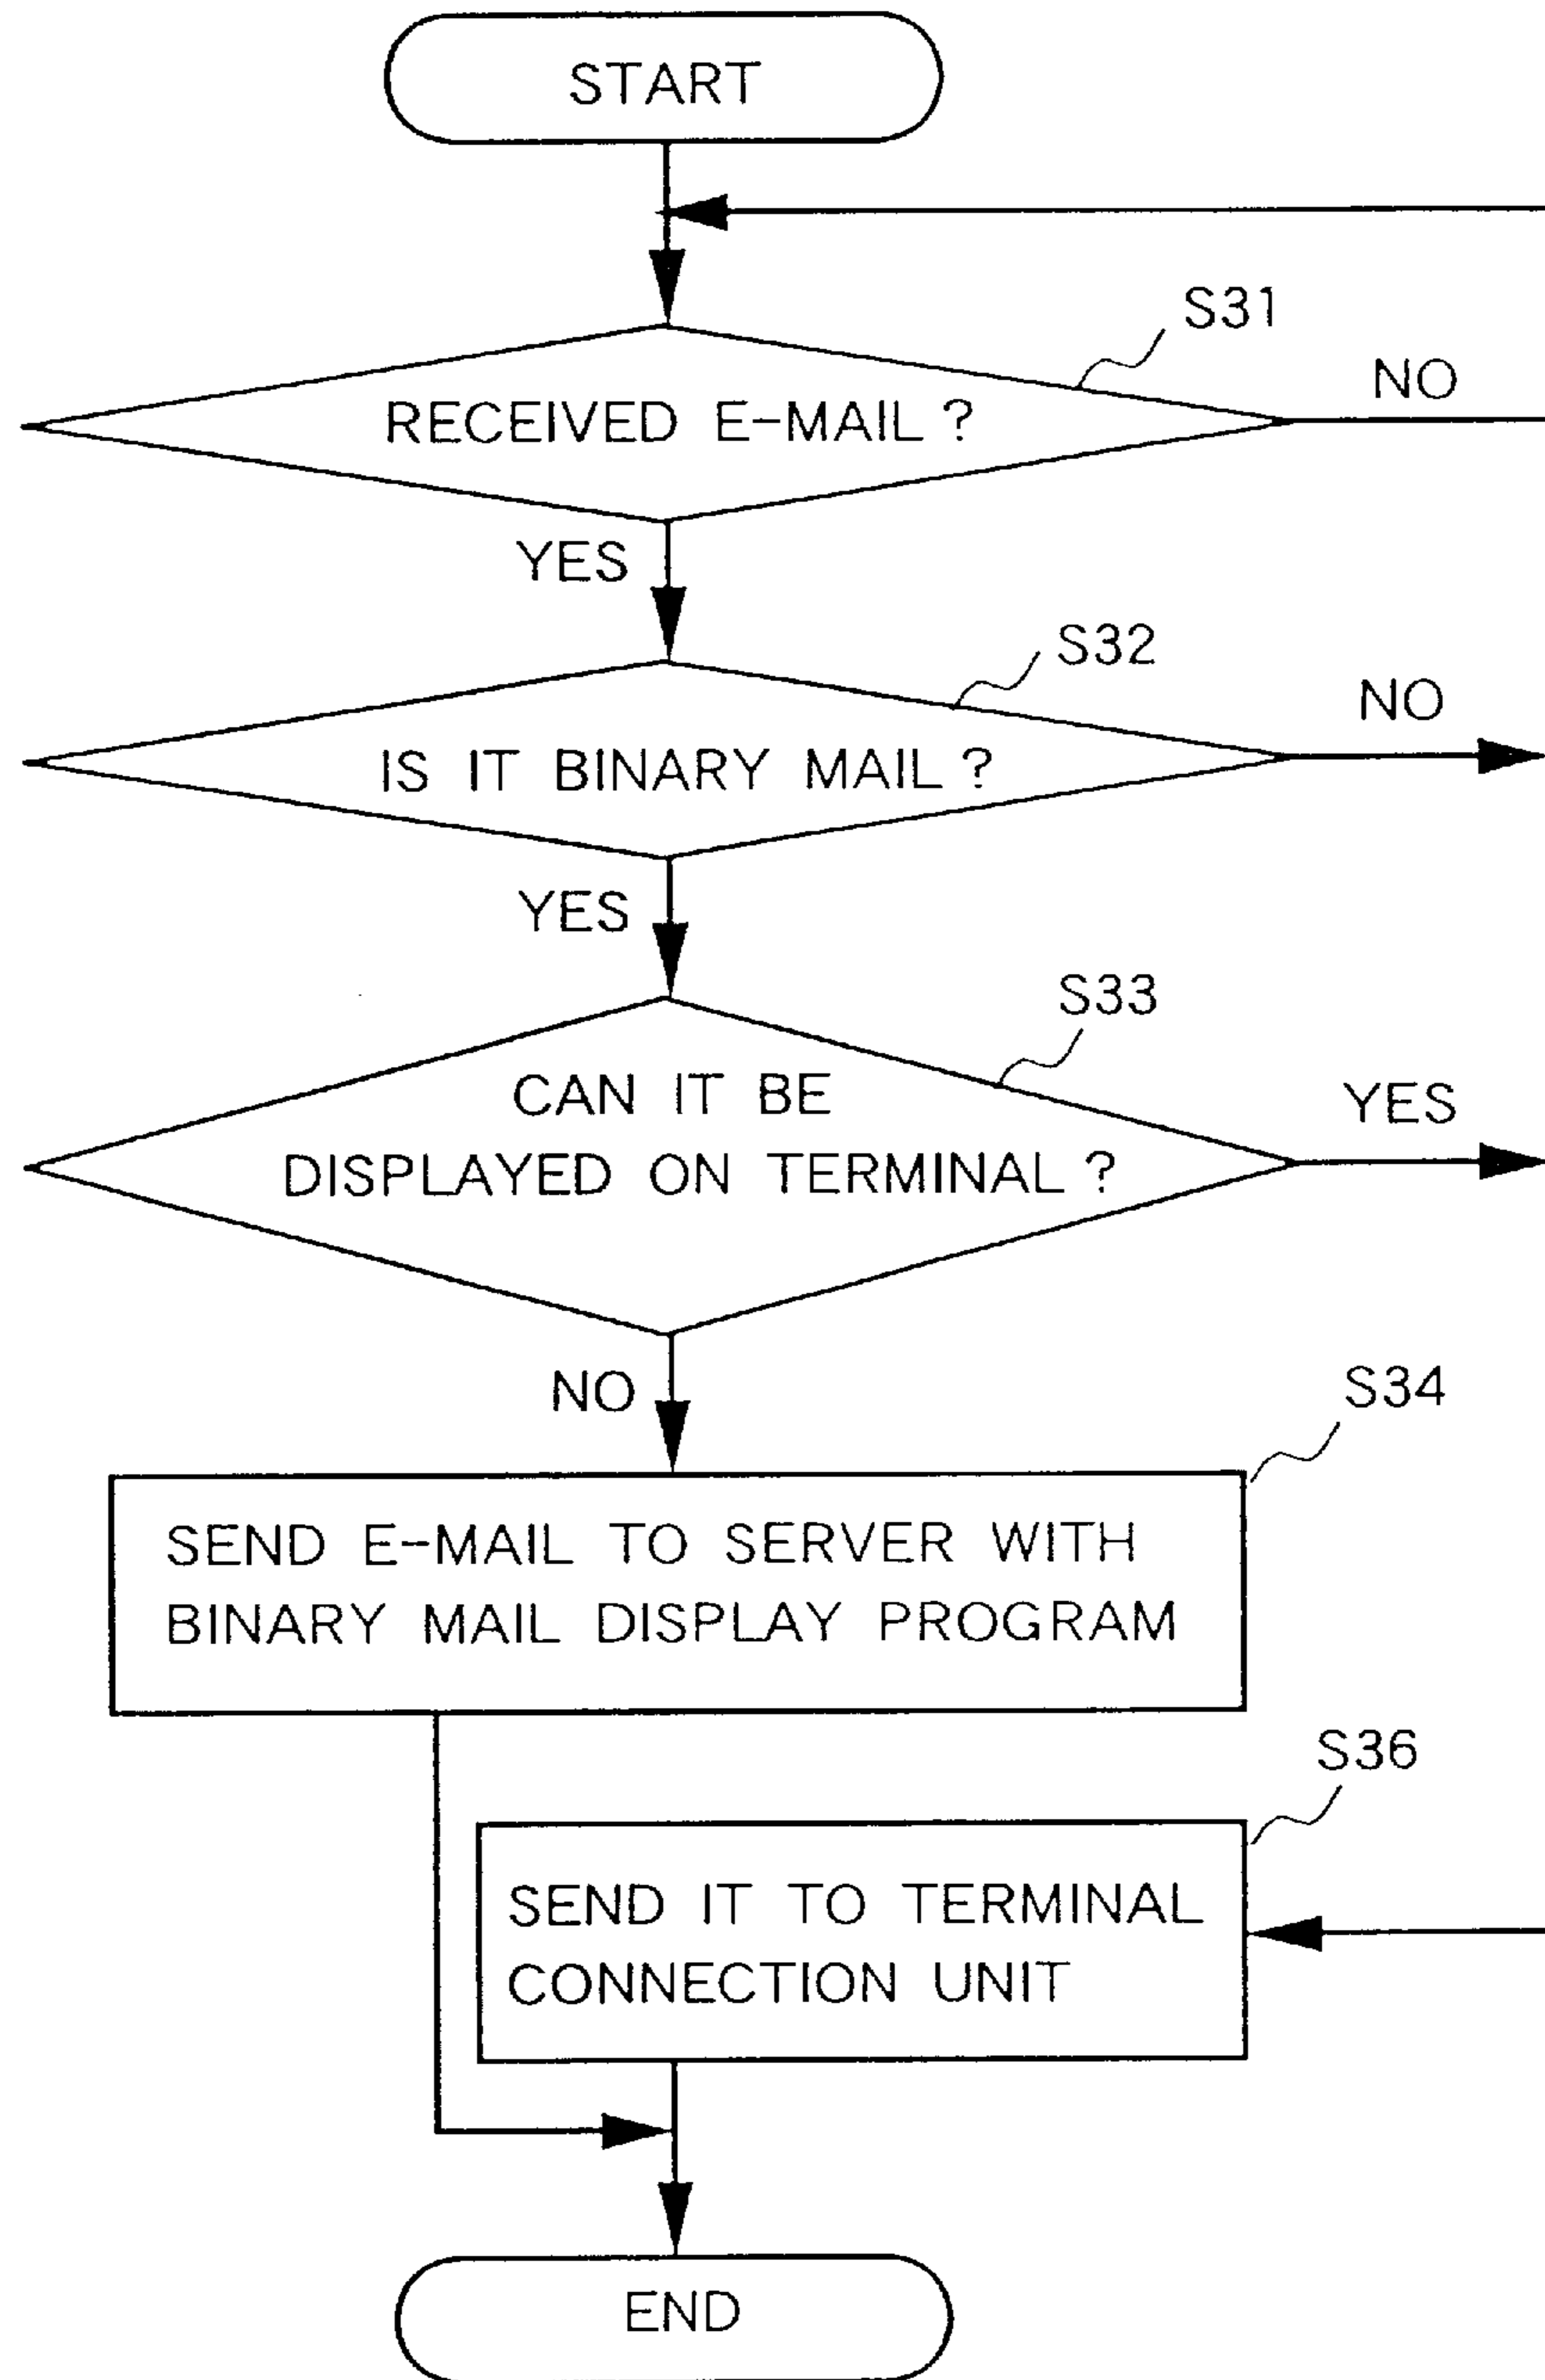 START
S31
RECEIVED E-MAIL?
NO
YES
S32
IS IT BINARY MAIL?
NO
YES
S33
CAN IT BE
DISPLAYED ON TERMINAL?
YES
NO
S34
SEND E-MAIL TO SERVER WITH
BINARY MAIL DISPLAY PROGRAM
S36
SEND IT TO TERMINAL
CONNECTION UNIT
END